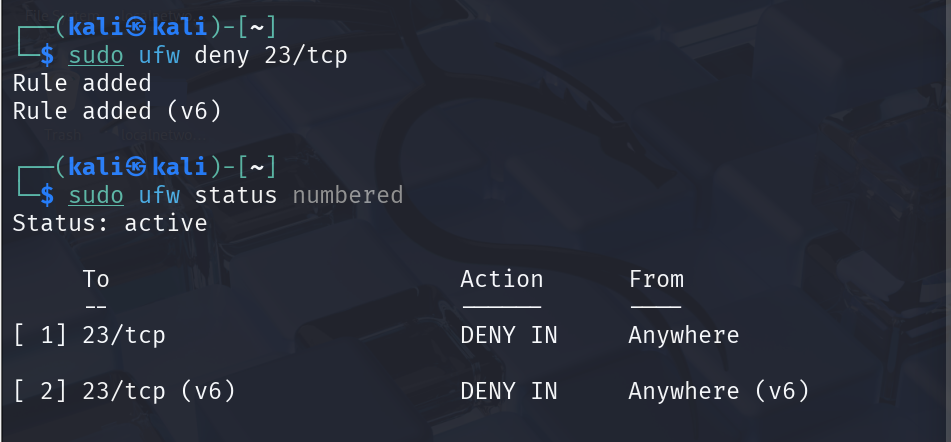 ┌──(kali㉿kali)-[~]
└─$ sudo ufw deny 23/tcp
Rule added
Rule added (v6)
┌──(kali㉿kali)-[~]
└─$ sudo ufw status numbered
Status: active
     To                         Action      From
     --                         ------      ----
[ 1] 23/tcp                     DENY IN     Anywhere
[ 2] 23/tcp (v6)                DENY IN     Anywhere (v6)